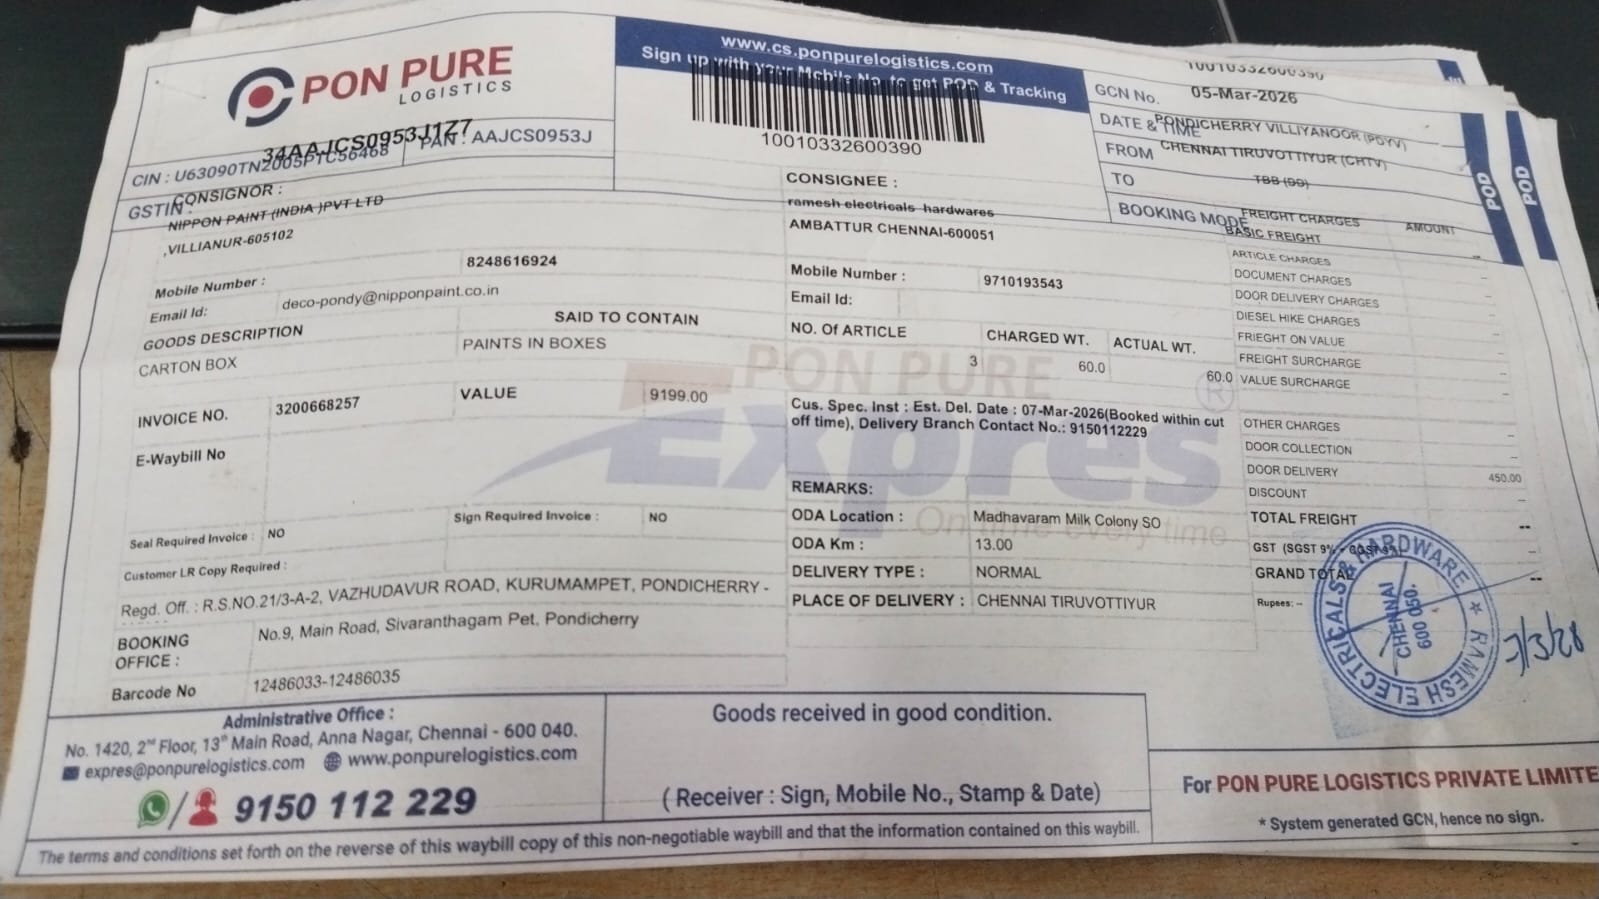 PON PURE
LOGISTICS
www.cs.ponpurelogistics.com
Sign up with your Mobile No. to get POD & Tracking
10010332600390
CIN : U63090TN2005PTC56468
PAN : AAJCS0953J
GSTIN
34AAJCS0953J1Z7
GCN No.
10010332600390
DATE & TIME
05-Mar-2026
FROM
PONDICHERRY VILLIYANOOR (PDYV)
TO
CHENNAI TIRUVOTTIYUR (CHTV)
BOOKING MODE
TBB (DD)
POD
POD
CONSIGNOR :
NIPPON PAINT (INDIA )PVT LTD
,VILLIANUR-605102
Mobile Number :
8248616924
Email Id:
deco-pondy@nipponpaint.co.in
CONSIGNEE :
ramesh electricals hardwares
AMBATTUR CHENNAI-600051
Mobile Number :
9710193543
Email Id:
GOODS DESCRIPTION
SAID TO CONTAIN
CARTON BOX
PAINTS IN BOXES
NO. Of ARTICLE
CHARGED WT.
ACTUAL WT.
3
60.0
60.0
INVOICE NO.
3200668257
VALUE
9199.00
E-Waybill No
Cus. Spec. Inst : Est. Del. Date : 07-Mar-2026(Booked within cut
off time), Delivery Branch Contact No.: 9150112229
PON PURE
Expres ®
On time every time
REMARKS:
ODA Location :
Madhavaram Milk Colony SO
ODA Km :
13.00
DELIVERY TYPE :
NORMAL
PLACE OF DELIVERY :
CHENNAI TIRUVOTTIYUR
Seal Required Invoice :
NO
Sign Required Invoice :
NO
Customer LR Copy Required :
Regd. Off. : R.S.NO.21/3-A-2, VAZHUDAVUR ROAD, KURUMAMPET, PONDICHERRY -
BOOKING
OFFICE :
No.9, Main Road, Sivaranthagam Pet, Pondicherry
Barcode No
12486033-12486035
FREIGHT CHARGES
AMOUNT
BASIC FREIGHT --
ARTICLE CHARGES --
DOCUMENT CHARGES --
DOOR DELIVERY CHARGES --
DIESEL HIKE CHARGES --
FRIEGHT ON VALUE --
FREIGHT SURCHARGE --
VALUE SURCHARGE --
OTHER CHARGES --
DOOR COLLECTION --
DOOR DELIVERY 450.00
DISCOUNT --
TOTAL FREIGHT --
GST (SGST 9% + CGST 9%)
GRAND TOTAL --
Rupees: --
RAMESH ELECTRICALS & HARDWARE ★
CHENNAI
600 050.
Administrative Office :
No. 1420, 2nd Floor, 13th Main Road, Anna Nagar, Chennai - 600 040.
expres@ponpurelogistics.com www.ponpurelogistics.com
/ 9150 112 229
Goods received in good condition.
( Receiver : Sign, Mobile No., Stamp & Date)
For PON PURE LOGISTICS PRIVATE LIMITE
* System generated GCN, hence no sign.
The terms and conditions set forth on the reverse of this waybill copy of this non-negotiable waybill and that the information contained on this waybill.